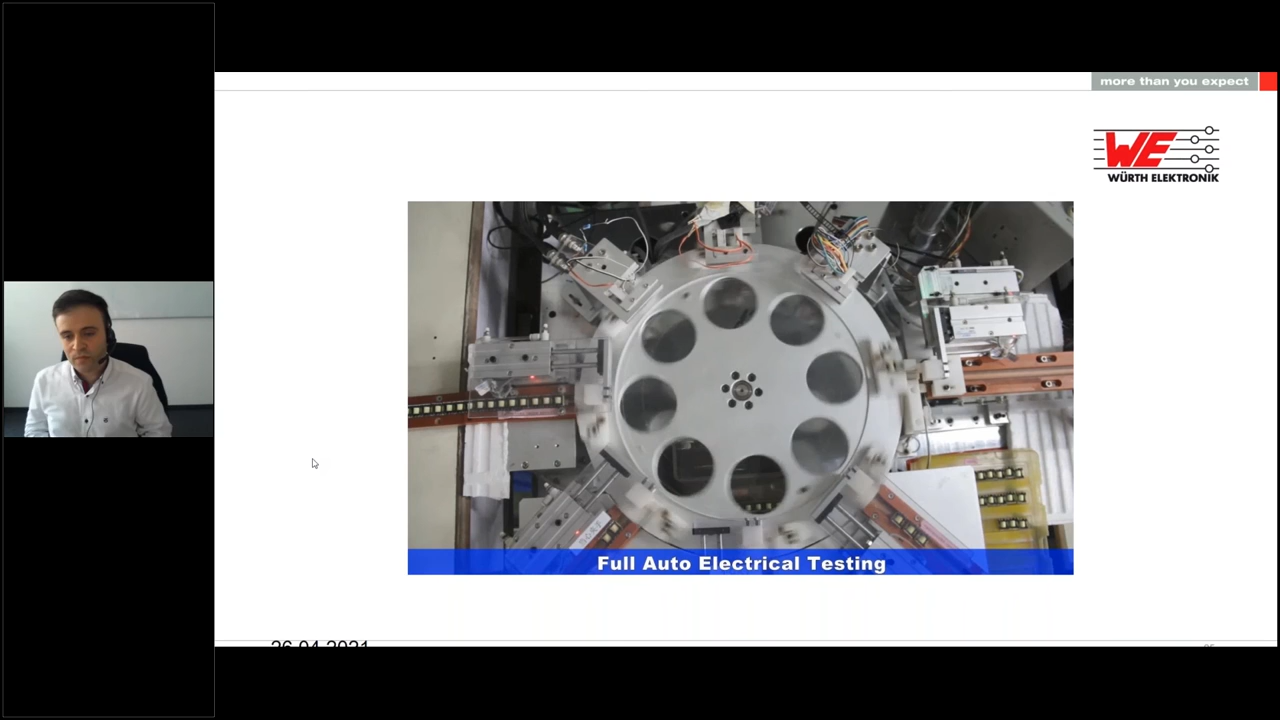 more than you expect
WE
WÜRTH ELEKTRONIK
Full Auto Electrical Testing
26.04.2021